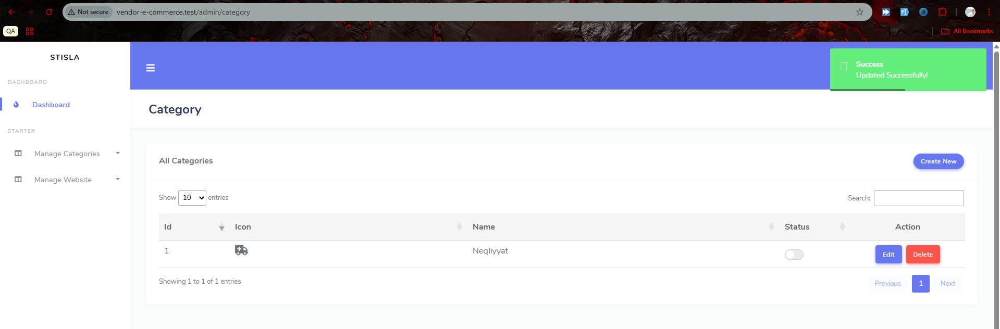 Not secure
vendor-e-commerce.test/admin/category
QA
All Bookmarks
STISLA
DASHBOARD
Dashboard
STARTER
Manage Categories
Manage Website
Success
Updated Successfully!
Category
All Categories
Create New
Show 10 entries
Search:
Id Icon Name Status Action
1 Neqliyyat Edit Delete
Showing 1 to 1 of 1 entries
Previous 1 Next